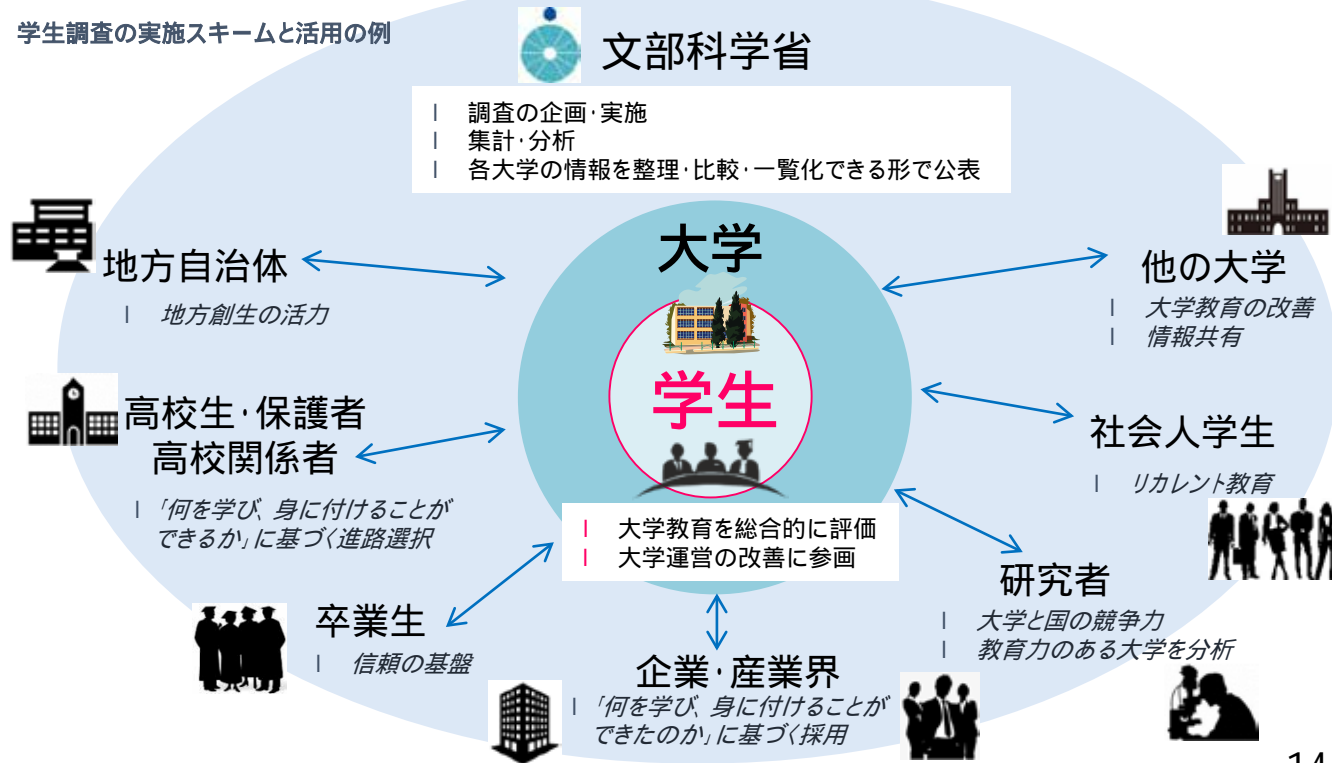 学生調査の実施スキームと活用の例
文部科学省
l 調査の企画・実施
l 集計・分析
l 各大学の情報を整理・比較・一覧化できる形で公表
大学
学生
l 大学教育を総合的に評価
l 大学運営の改善に参画
地方自治体
l 地方創生の活力
高校生・保護者
高校関係者
l 「何を学び、身に付けることが
できるか」に基づく進路選択
卒業生
l 信頼の基盤
企業・産業界
l 「何を学び、身に付けることが
できたのか」に基づく採用
他の大学
l 大学教育の改善
l 情報共有
社会人学生
l リカレント教育
研究者
l 大学と国の競争力
l 教育力のある大学を分析
14